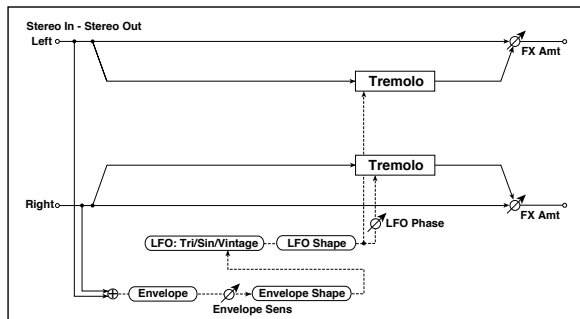 Stereo In - Stereo Out
Left
FX Amt
Tremolo
Tremolo
Right
LFO Phase
FX Amt
LFO: Tri/Sin/Vintage
LFO Shape
Envelope
Envelope Shape
Envelope Sens